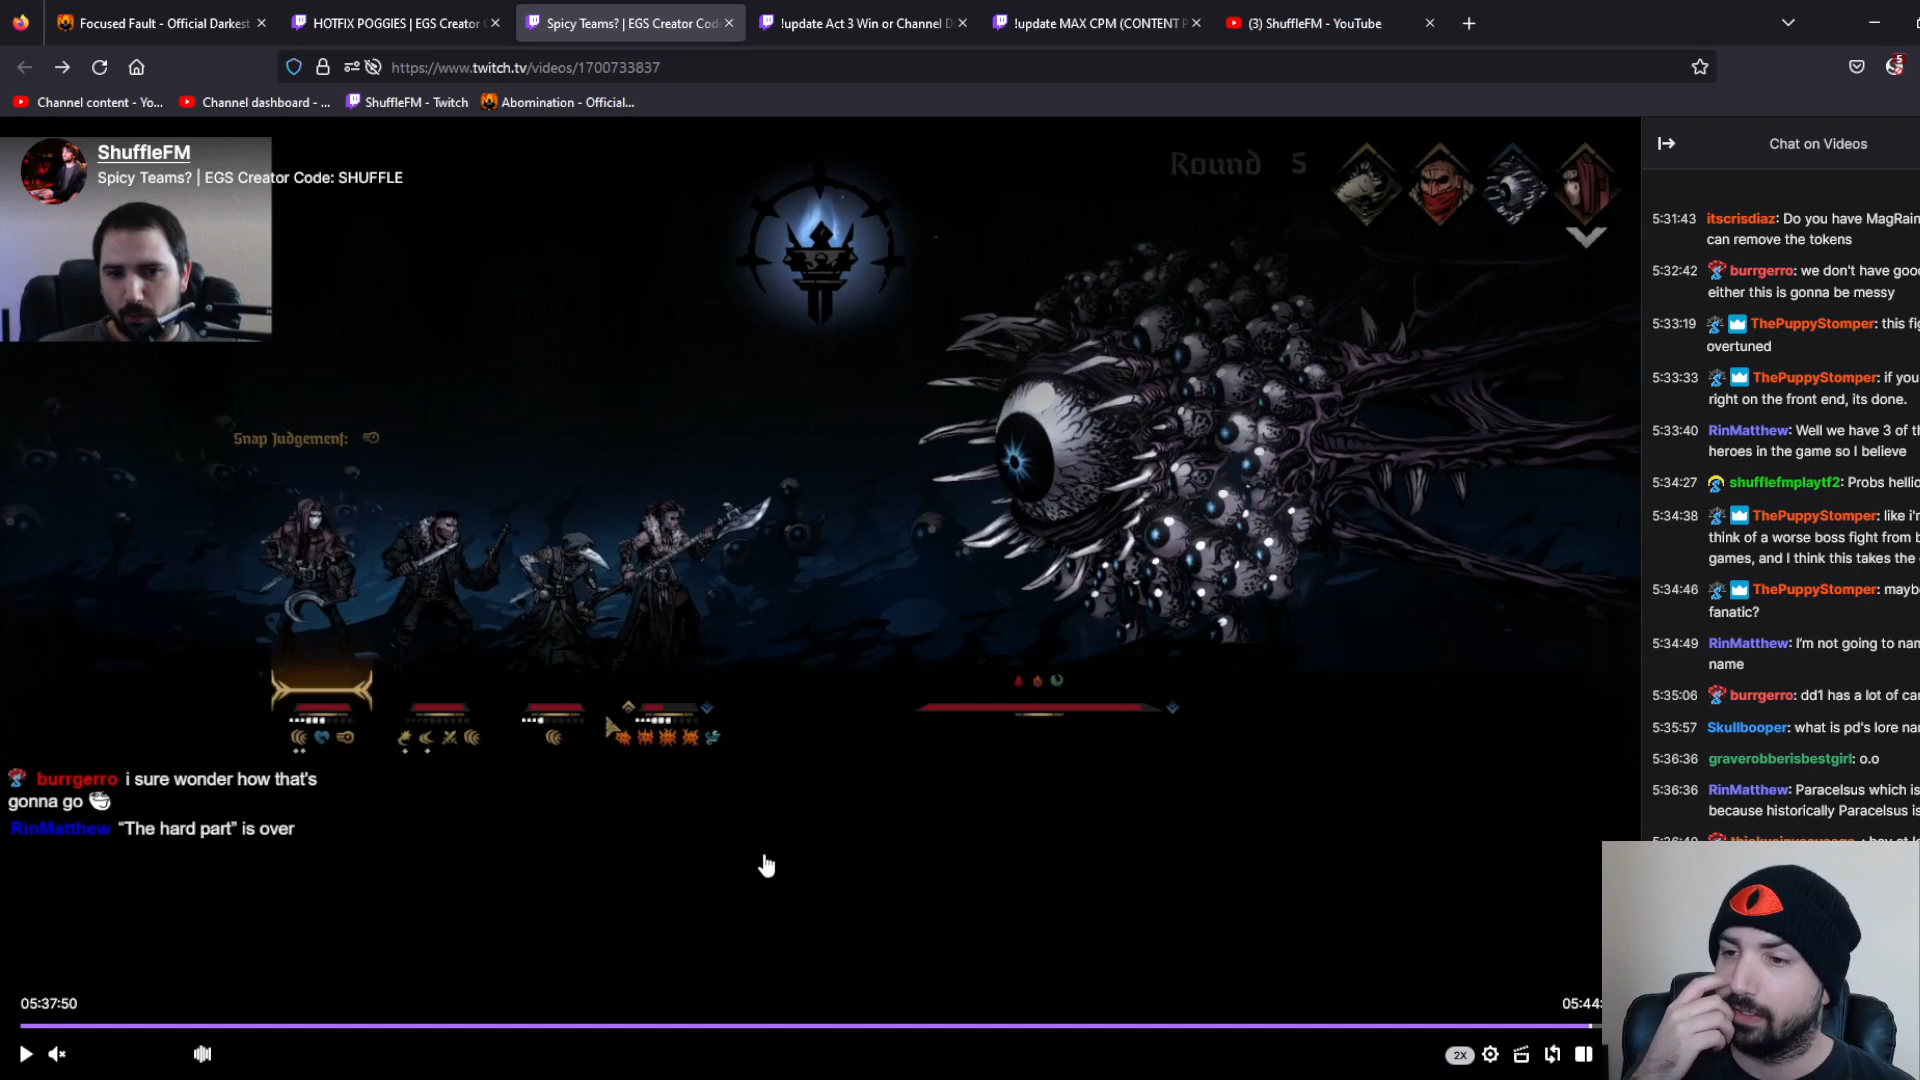 Focused Fault - Official Darkest
HOTFIX POGGIES | EGS Creator
Spicy Teams? | EGS Creator Cod
!update Act 3 Win or Channel D
!update MAX CPM (CONTENT P
(3) ShuffleFM - YouTube
https://www.twitch.tv/videos/1700733837
5
Channel content - Yo...
Channel dashboard - ...
ShuffleFM - Twitch
Abomination - Official...
ShuffleFM
Spicy Teams? | EGS Creator Code: SHUFFLE
Round 5
Chat on Videos
5:31:43 itscrisdiaz: Do you have MagRain
can remove the tokens
5:32:42 burrgerro: we don't have good
either this is gonna be messy
5:33:19 ThePuppyStomper: this fig
overtuned
5:33:33 ThePuppyStomper: if you
right on the front end, its done.
5:33:40 RinMatthew: Well we have 3 of th
heroes in the game so I believe
5:34:27 shufflefmplaytf2: Probs hellio
5:34:38 ThePuppyStomper: like i'm
think of a worse boss fight from b
games, and I think this takes the
5:34:46 ThePuppyStomper: maybe
fanatic?
5:34:49 RinMatthew: I'm not going to nam
name
5:35:06 burrgerro: dd1 has a lot of can
5:35:57 Skullbooper: what is pd's lore na
5:36:36 graverobberisbestgirl: o.o
5:36:36 RinMatthew: Paracelsus which is
because historically Paracelsus is
Snap Judgement:
burrgerro i sure wonder how that's
gonna go
RinMatthew "The hard part" is over
05:37:50
05:44:
2X